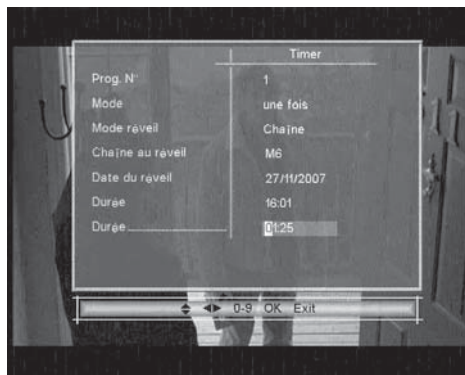 Timer
Prog. N° 1
Mode une fois
Mode réveil Chaîne
Chaîne au réveil M6
Date du réveil 27/11/2007
Durée 16:01
Durée 01:25
0-9 OK Exit